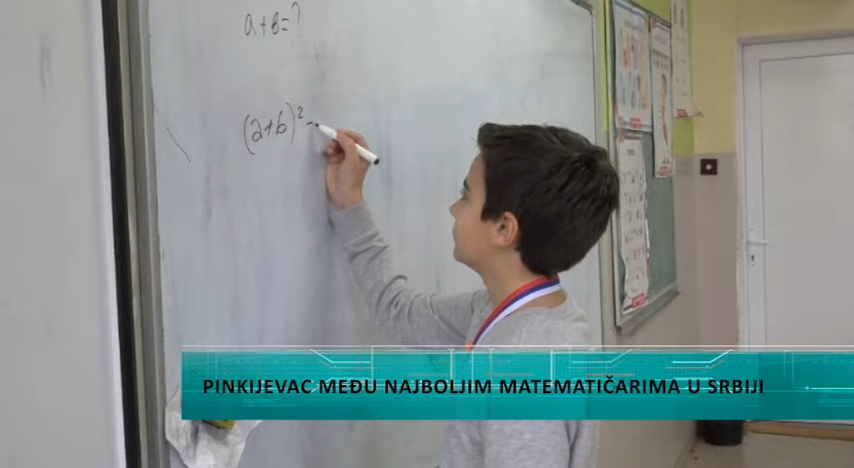 a+b=?
(a+b)² =
PINKIJEVAC MEĐU NAJBOLJIM MATEMATIČARIMA U SRBIJI